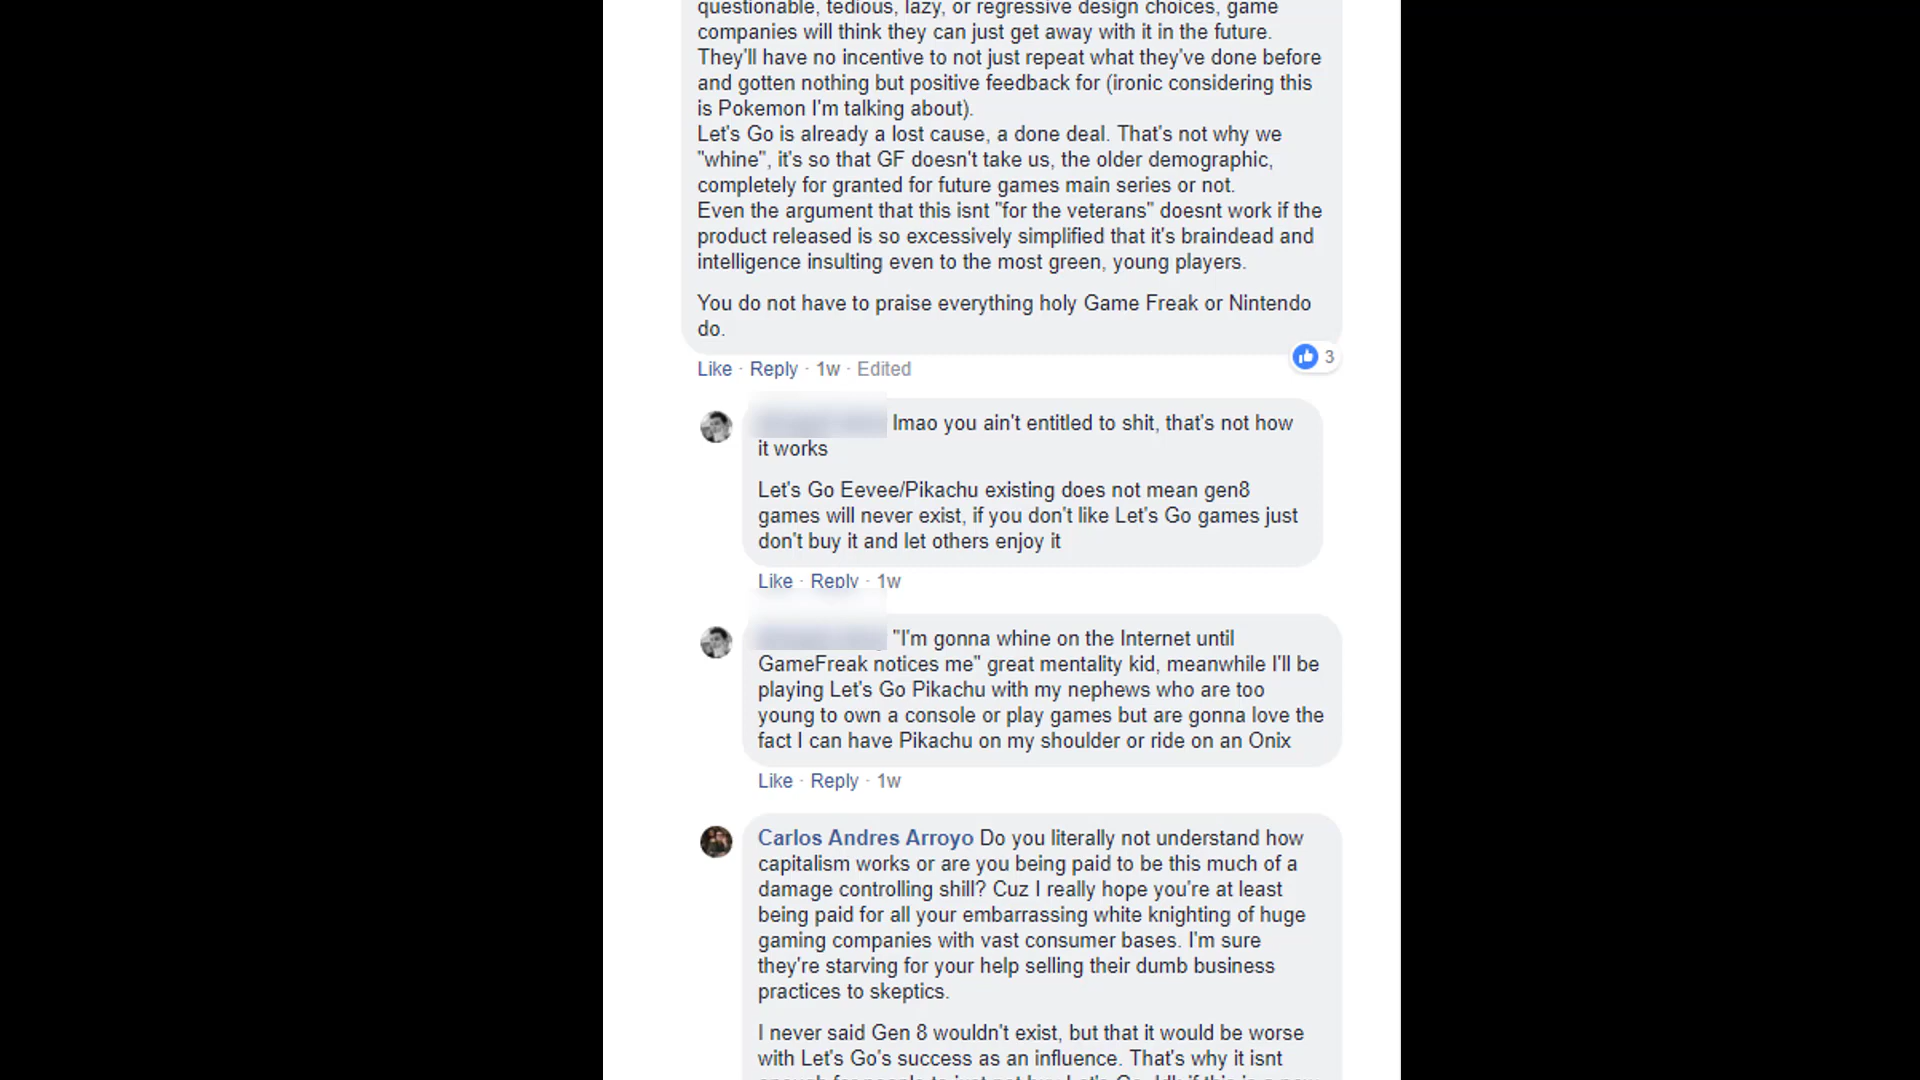 questionable, tedious, lazy, or regressive design choices, game
companies will think they can just get away with it in the future.
They'll have no incentive to not just repeat what they've done before
and gotten nothing but positive feedback for (ironic considering this
is Pokemon I'm talking about).
Let's Go is already a lost cause, a done deal. That's not why we
"whine", it's so that GF doesn't take us, the older demographic,
completely for granted for future games main series or not.
Even the argument that this isnt "for the veterans" doesnt work if the
product released is so excessively simplified that it's braindead and
intelligence insulting even to the most green, young players.
You do not have to praise everything holy Game Freak or Nintendo
do.
3
Like · Reply · 1w · Edited
lmao you ain't entitled to shit, that's not how
it works
Let's Go Eevee/Pikachu existing does not mean gen8
games will never exist, if you don't like Let's Go games just
don't buy it and let others enjoy it
Like · Reply · 1w
"I'm gonna whine on the Internet until
GameFreak notices me" great mentality kid, meanwhile I'll be
playing Let's Go Pikachu with my nephews who are too
young to own a console or play games but are gonna love the
fact I can have Pikachu on my shoulder or ride on an Onix
Like · Reply · 1w
Carlos Andres Arroyo Do you literally not understand how
capitalism works or are you being paid to be this much of a
damage controlling shill? Cuz I really hope you're at least
being paid for all your embarrassing white knighting of huge
gaming companies with vast consumer bases. I'm sure
they're starving for your help selling their dumb business
practices to skeptics.
I never said Gen 8 wouldn't exist, but that it would be worse
with Let's Go's success as an influence. That's why it isnt